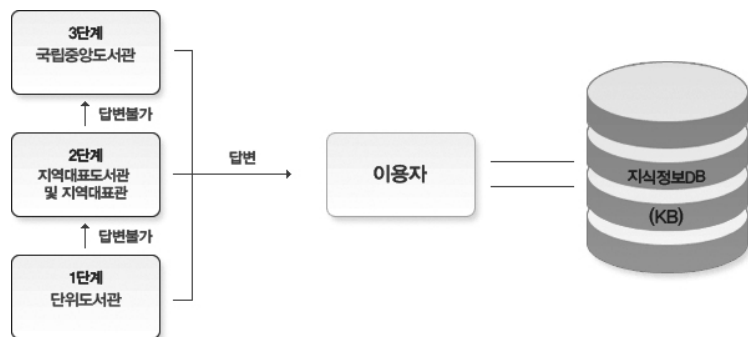 3단계
국립중앙도서관
답변불가
2단계
지역대표도서관
및 지역대표관
답변불가
1단계
단위도서관
답변
이용자
지식정보DB
(KB)